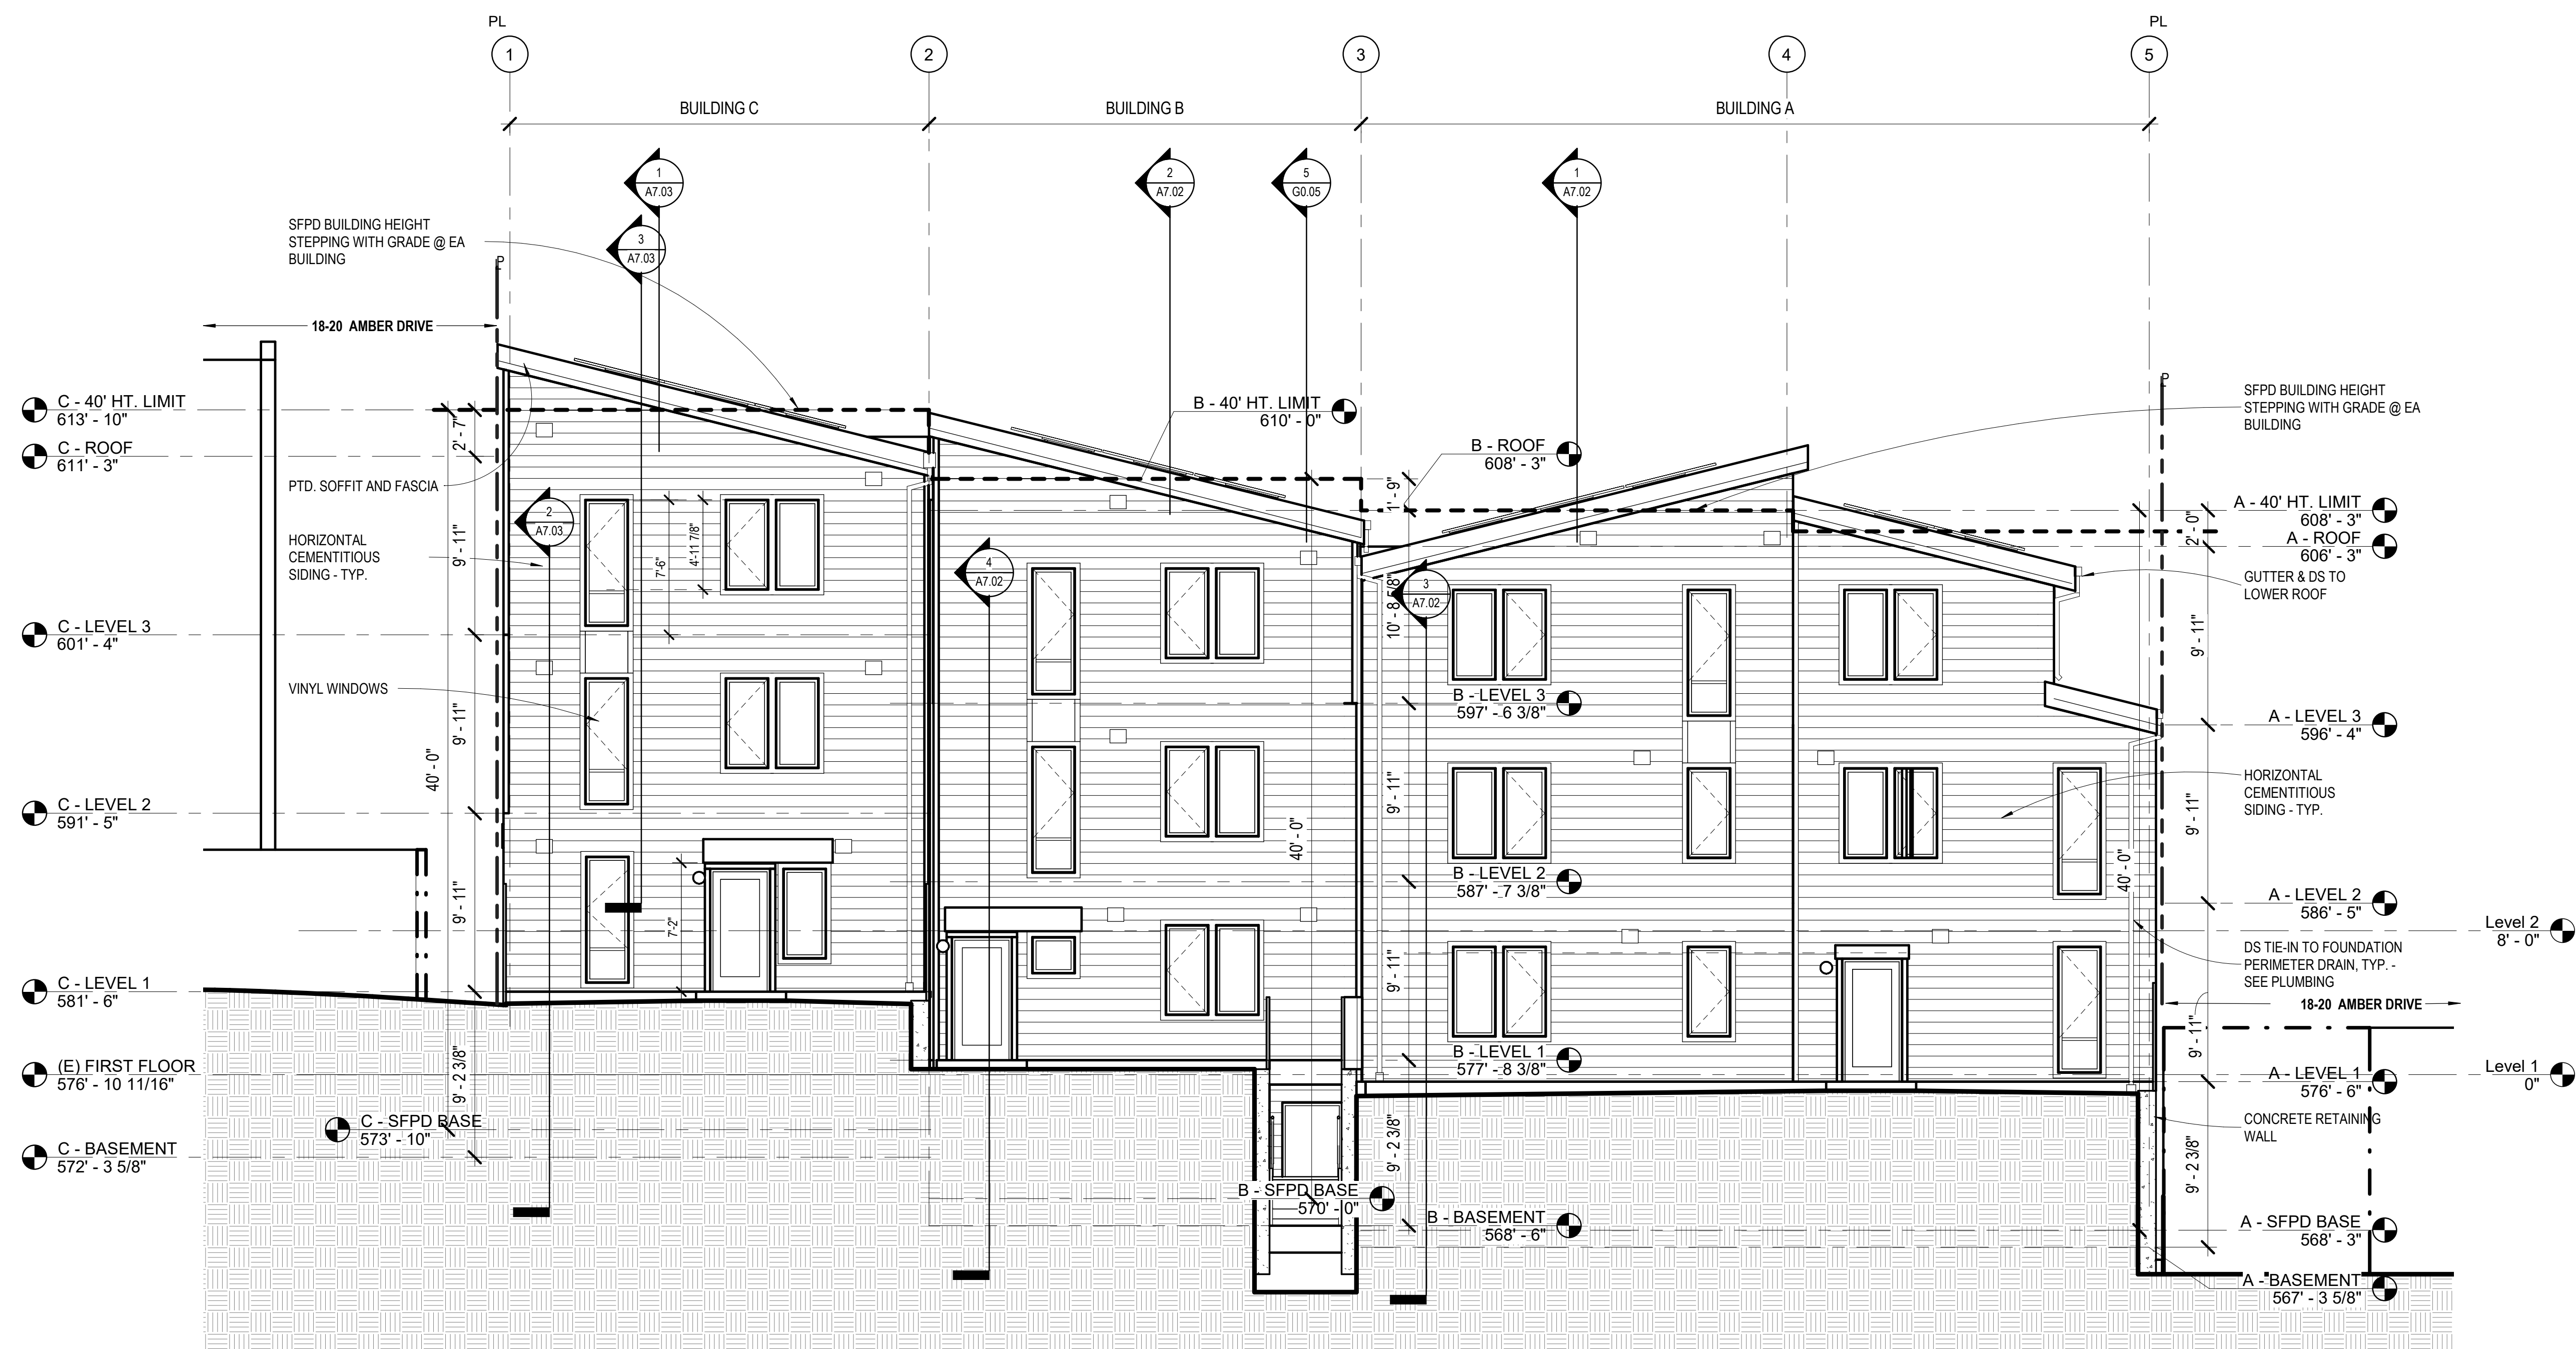 PL
PL
1
2
3
4
5
BUILDING C
BUILDING B
BUILDING A
1
A7.03
2
A7.02
5
G0.05
1
A7.02
3
A7.03
SFPD BUILDING HEIGHT
STEPPING WITH GRADE @ EA
BUILDING
18-20 AMBER DRIVE
C - 40' HT. LIMIT
613' - 10"
C - ROOF
611' - 3"
2' - 7"
PTD. SOFFIT AND FASCIA
2
A7.03
HORIZONTAL
CEMENTITIOUS
SIDING - TYP.
9' - 11"
7'-6"
4'-11 7/8"
C - LEVEL 3
601' - 4"
VINYL WINDOWS
9' - 11"
40' - 0"
C - LEVEL 2
591' - 5"
9' - 11"
7'-2"
C - LEVEL 1
581' - 6"
(E) FIRST FLOOR
576' - 10 11/16"
9' - 2 3/8"
C - SFPD BASE
573' - 10"
C - BASEMENT
572' - 3 5/8"
B - 40' HT. LIMIT
610' - 0"
B - ROOF
608' - 3"
1' - 9"
4
A7.02
3
A7.02
10' - 8 5/8"
B - LEVEL 3
597' - 6 3/8"
9' - 11"
40' - 0"
B - LEVEL 2
587' - 7 3/8"
9' - 11"
B - LEVEL 1
577' - 8 3/8"
9' - 2 3/8"
B - SFPD BASE
570' - 0"
B - BASEMENT
568' - 6"
SFPD BUILDING HEIGHT
STEPPING WITH GRADE @ EA
BUILDING
A - 40' HT. LIMIT
608' - 3"
2' - 0"
A - ROOF
606' - 3"
GUTTER & DS TO
LOWER ROOF
9' - 11"
A - LEVEL 3
596' - 4"
HORIZONTAL
CEMENTITIOUS
SIDING - TYP.
9' - 11"
40' - 0"
A - LEVEL 2
586' - 5"
Level 2
8' - 0"
DS TIE-IN TO FOUNDATION
PERIMETER DRAIN, TYP. -
SEE PLUMBING
18-20 AMBER DRIVE
9' - 11"
Level 1
0"
A - LEVEL 1
576' - 6"
CONCRETE RETAINING
WALL
9' - 2 3/8"
A - SFPD BASE
568' - 3"
A - BASEMENT
567' - 3 5/8"